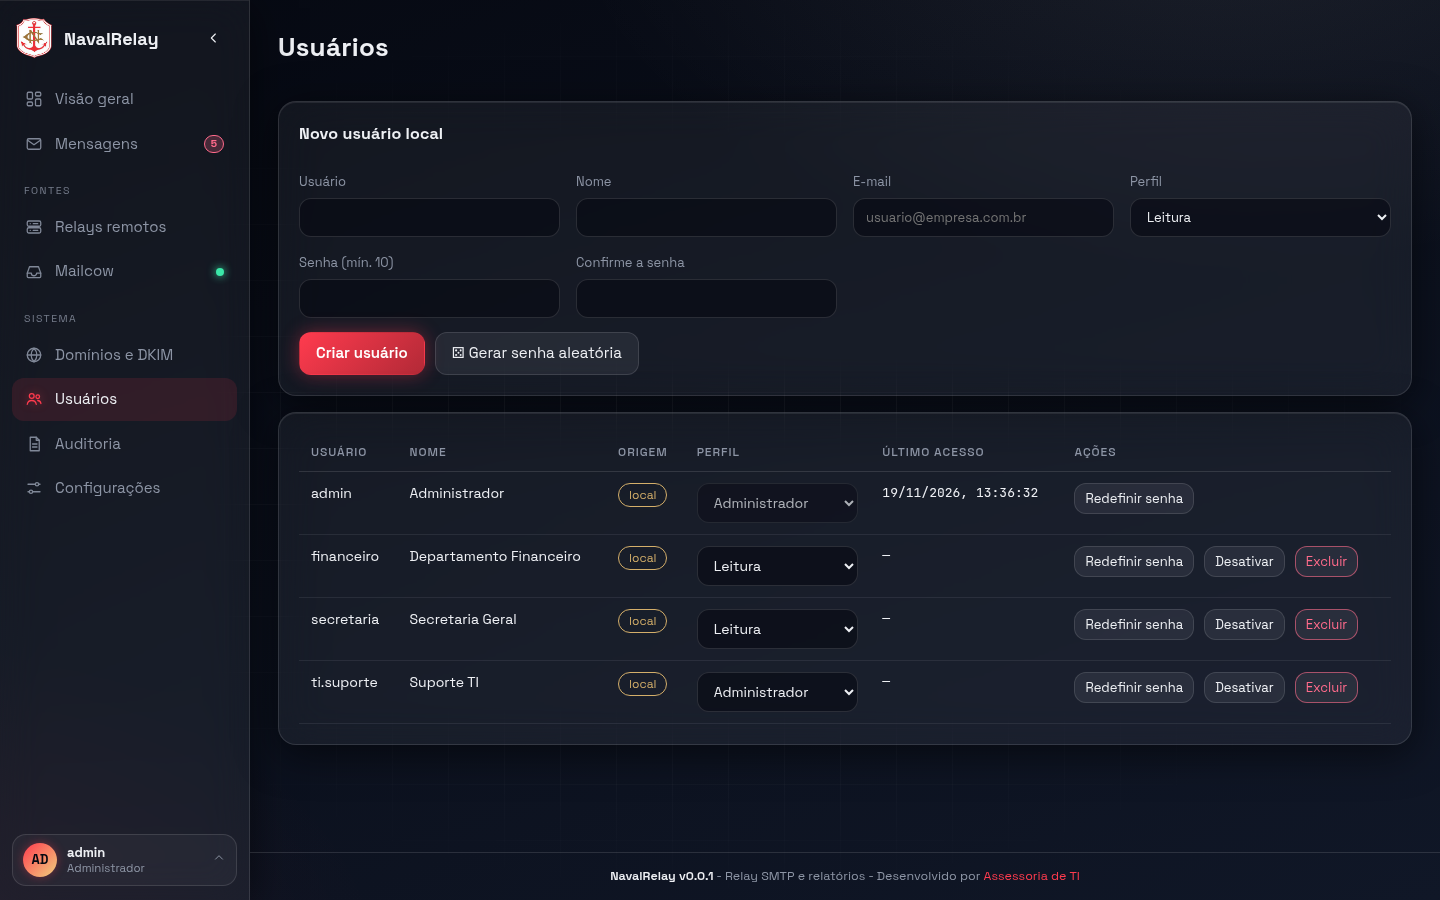 NavalRelay
Visão geral
Mensagens 5
FONTES
Relays remotos
Mailcow
SISTEMA
Domínios e DKIM
Usuários
Auditoria
Configurações
AD admin
Administrador
Usuários
Novo usuário local
Usuário Nome E-mail Perfil
usuario@empresa.com.br Leitura
Senha (mín. 10) Confirme a senha
Criar usuário Gerar senha aleatória
USUÁRIO NOME ORIGEM PERFIL ÚLTIMO ACESSO AÇÕES
admin Administrador local Administrador 19/11/2026, 13:36:32 Redefinir senha
financeiro Departamento Financeiro local Leitura – Redefinir senha Desativar Excluir
secretaria Secretaria Geral local Leitura – Redefinir senha Desativar Excluir
ti.suporte Suporte TI local Administrador – Redefinir senha Desativar Excluir
NavalRelay v0.0.1 - Relay SMTP e relatórios - Desenvolvido por Assessoria de TI